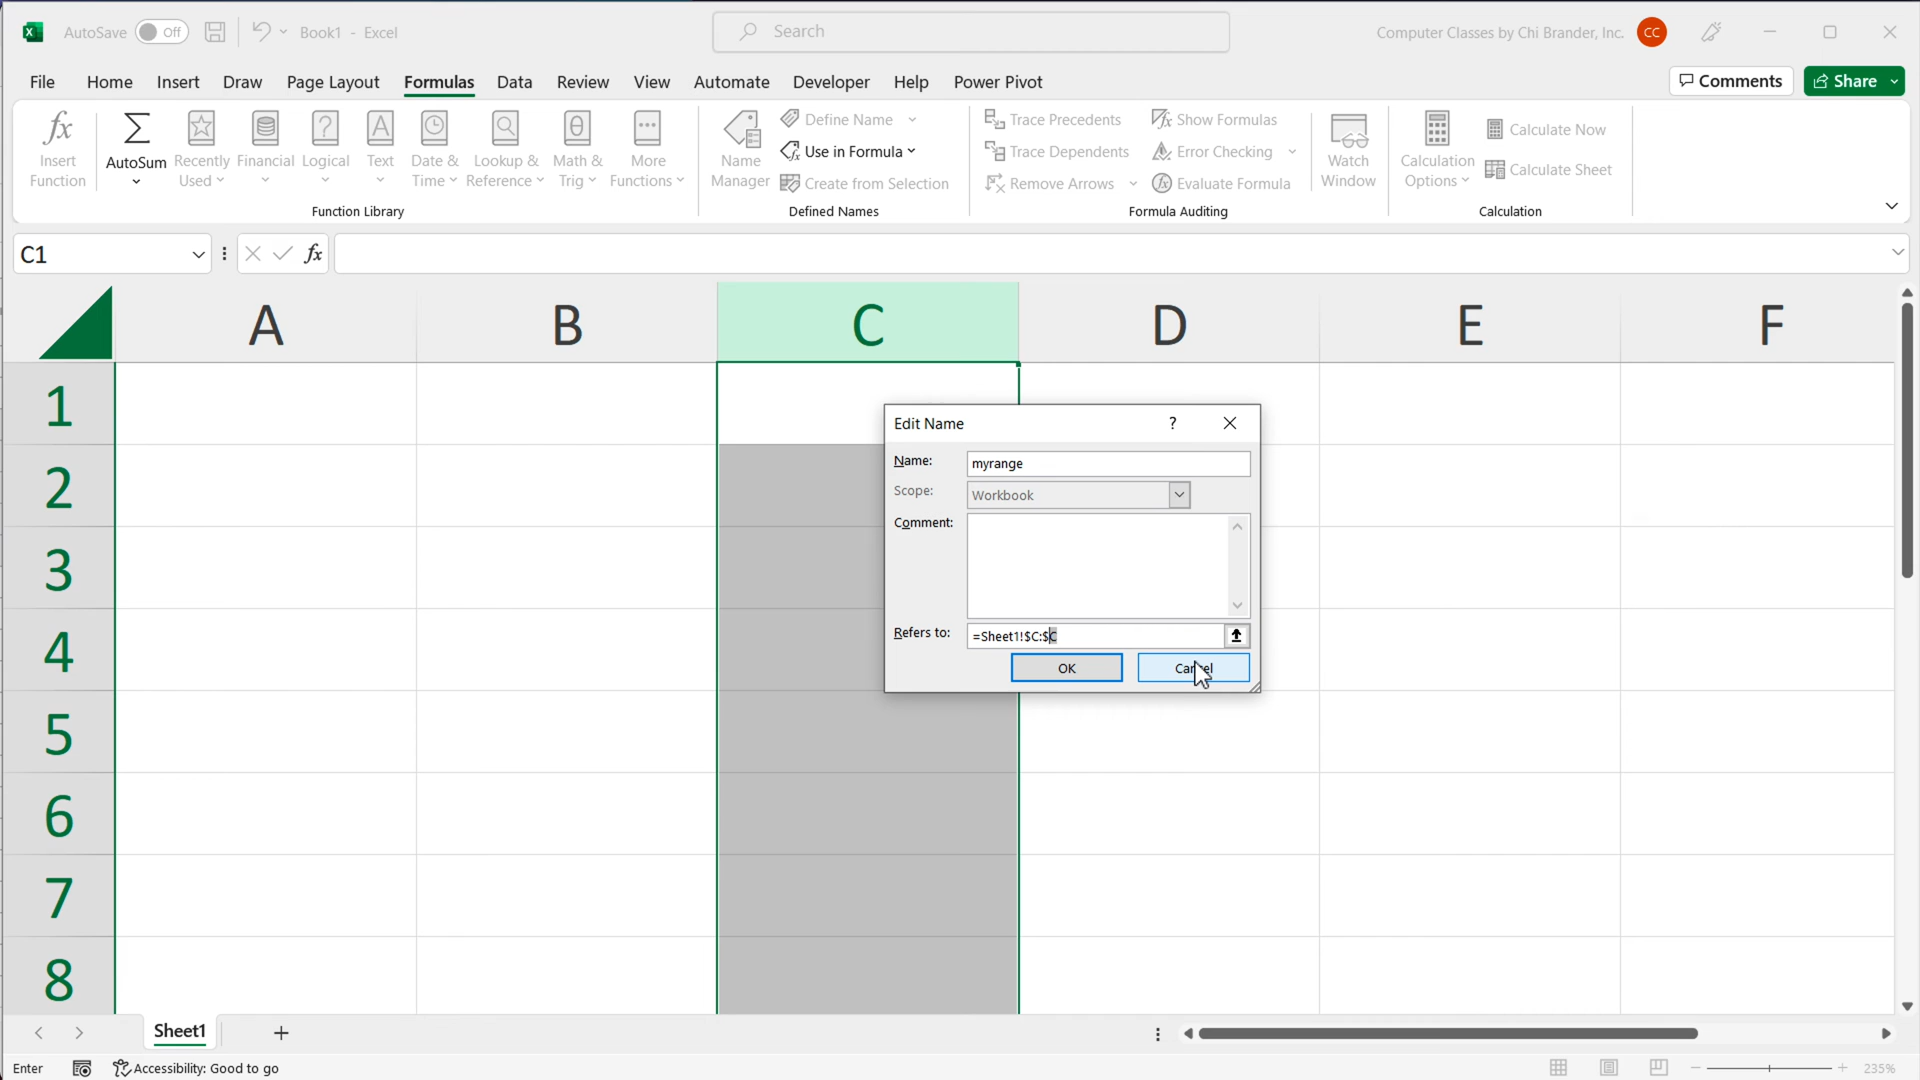 AutoSave Off Book1 - Excel Search Computer Classes by Chi Brander, Inc. CC
File Home Insert Draw Page Layout Formulas Data Review View Automate Developer Help Power Pivot Comments Share
Insert Function
AutoSum
Recently Used
Financial
Logical
Text
Date & Time
Lookup & Reference
Math & Trig
More Functions
Function Library
Name Manager
Define Name
Use in Formula
Create from Selection
Defined Names
Trace Precedents
Trace Dependents
Remove Arrows
Show Formulas
Error Checking
Evaluate Formula
Formula Auditing
Watch Window
Calculation Options
Calculate Now
Calculate Sheet
Calculation
C1 fx
A B C D E F
1
2
3
4
5
6
7
8
Edit Name ?
Name: myrange
Scope: Workbook
Comment:
Refers to: =Sheet1!$C:$C
OK Cancel
Sheet1
Enter Accessibility: Good to go 235%